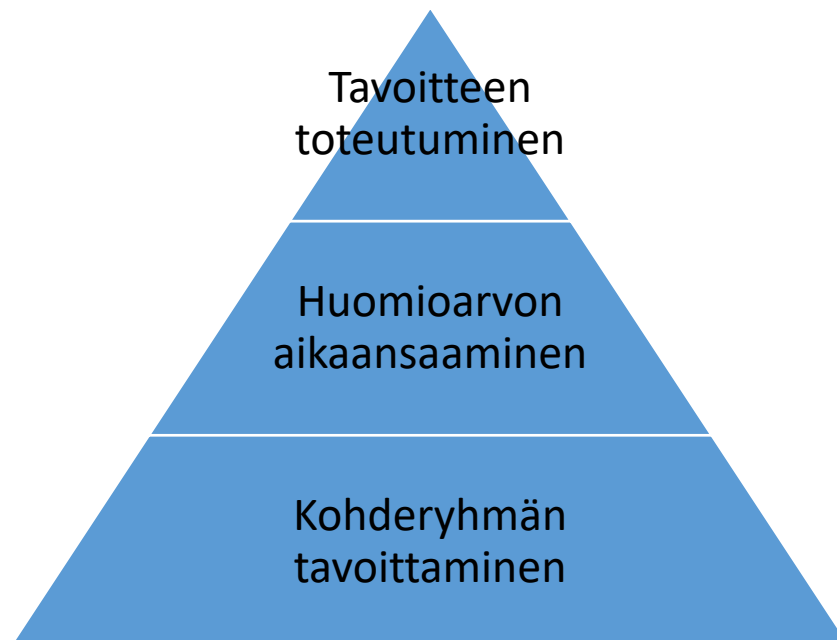 Tavoitteen
toteutuminen
Huomioarvon
aikaansaaminen
Kohderyhmän
tavoittaminen